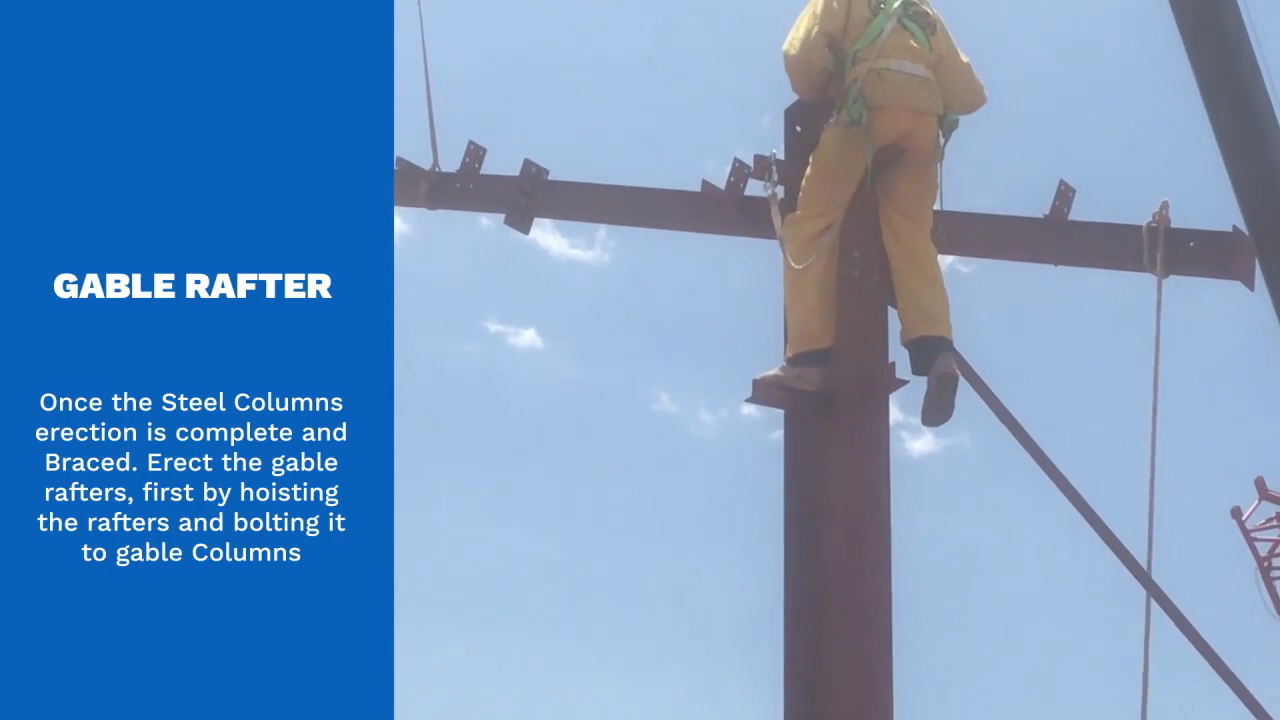 GABLE RAFTER
Once the Steel Columns
erection is complete and
Braced. Erect the gable
rafters, first by hoisting
the rafters and bolting it
to gable Columns